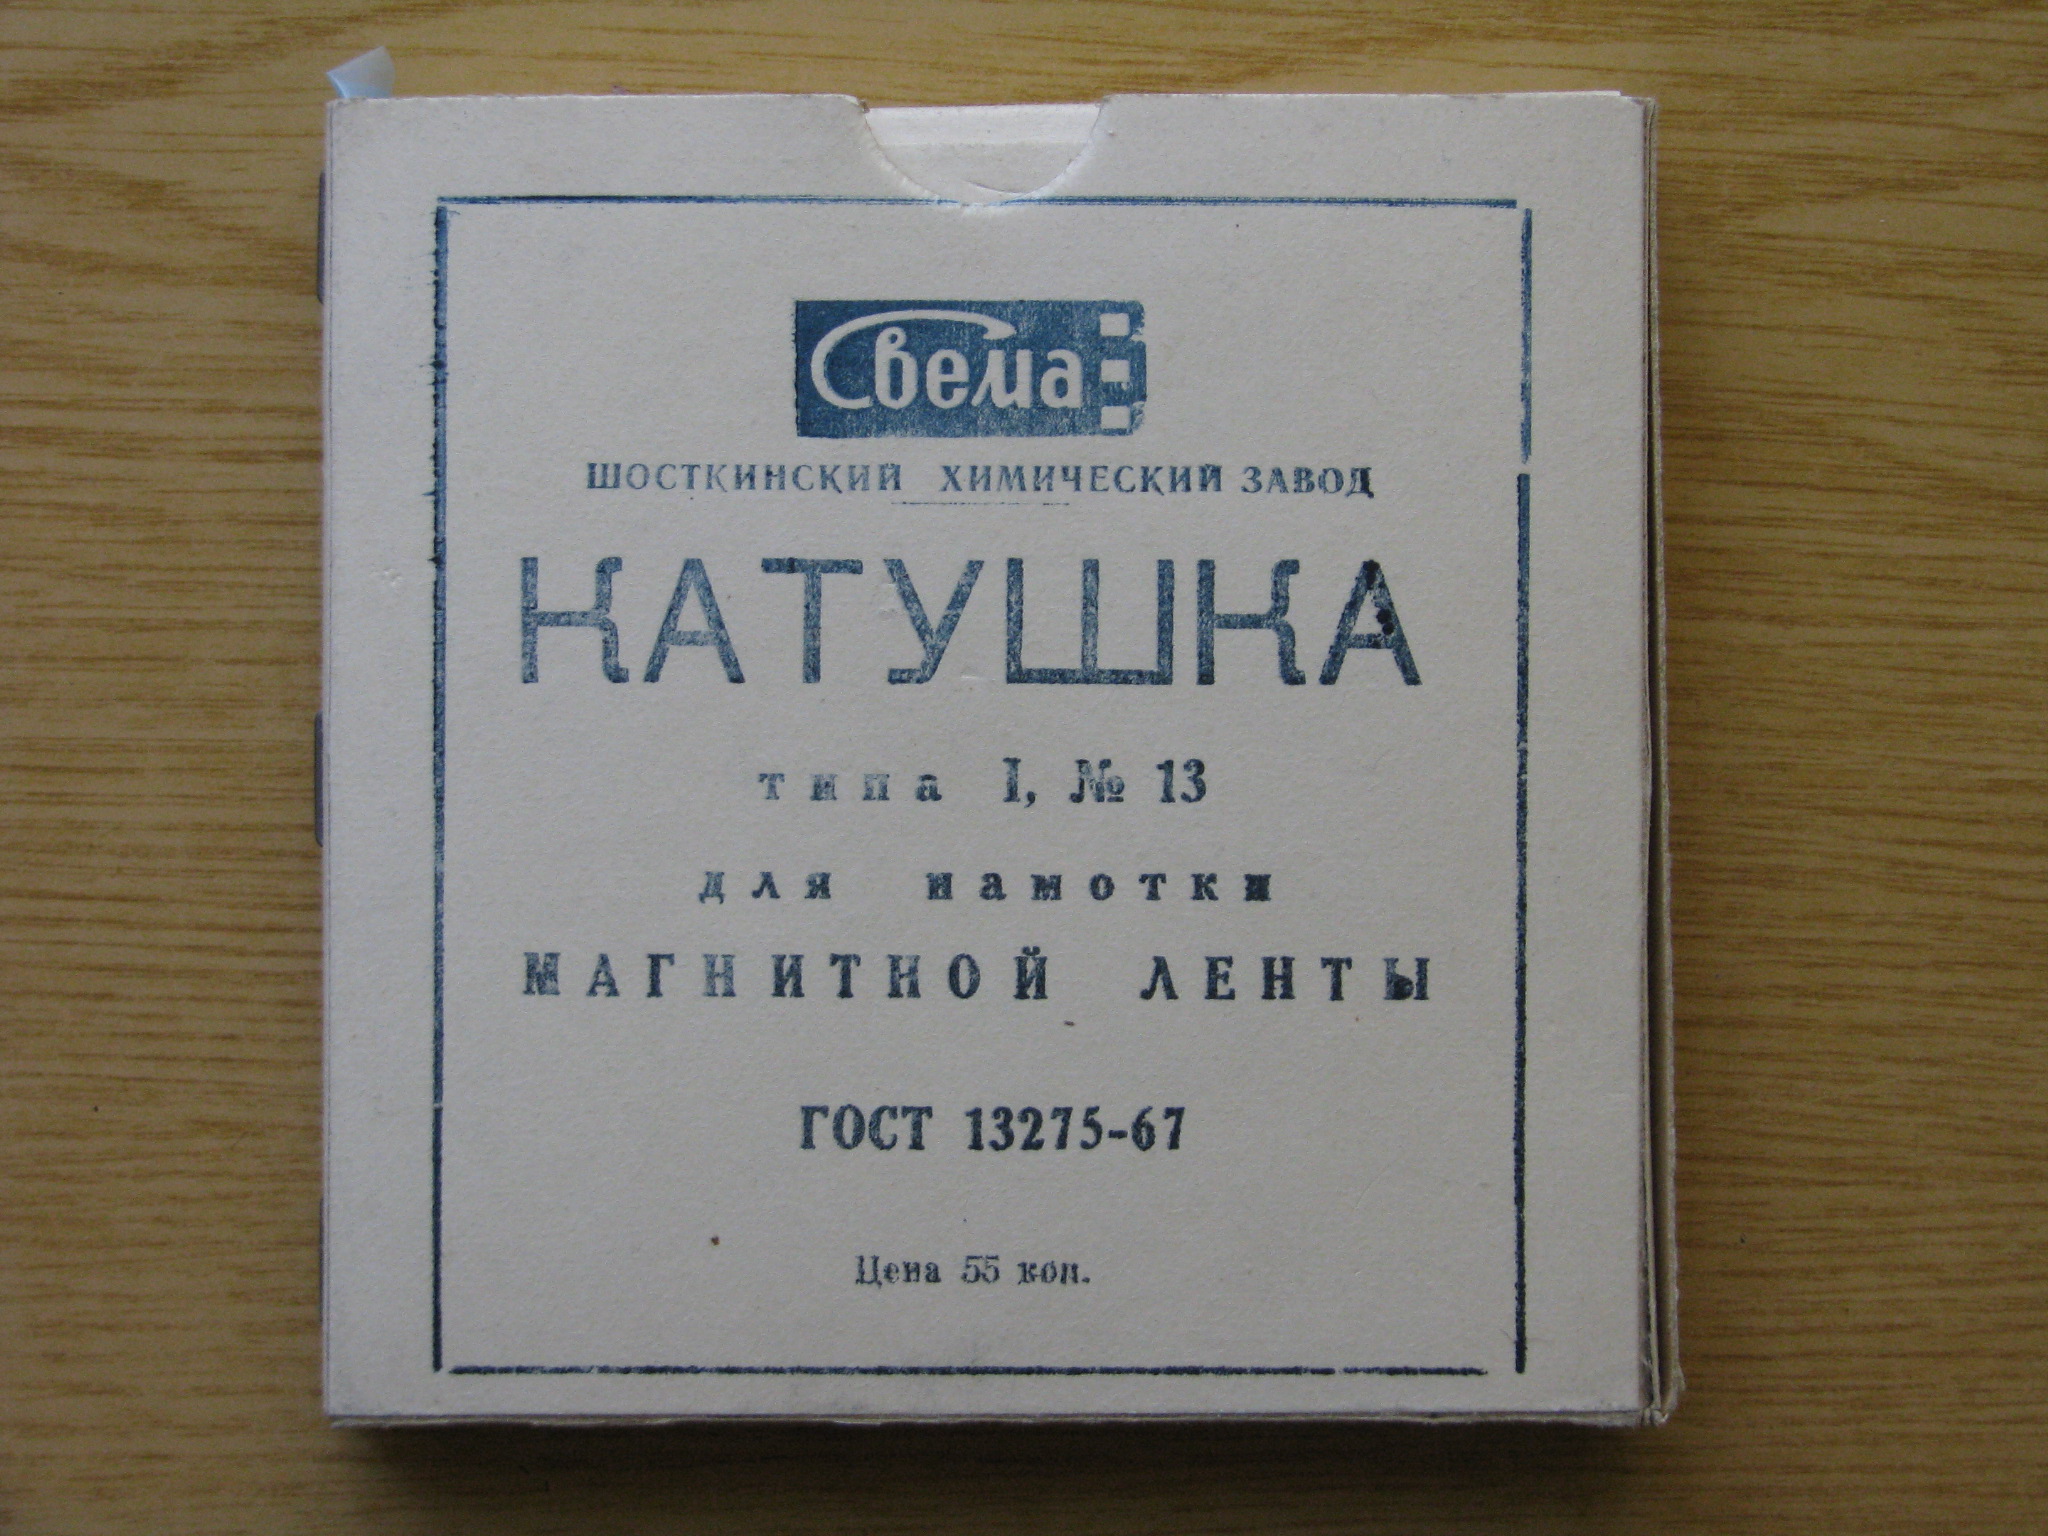 Свема
ШОСТКИНСКИЙ ХИМИЧЕСКИЙ ЗАВОД
КАТУШКА
типа I, № 13
для намотки
МАГНИТНОЙ ЛЕНТЫ
ГОСТ 13275-67
Цена 55 коп.